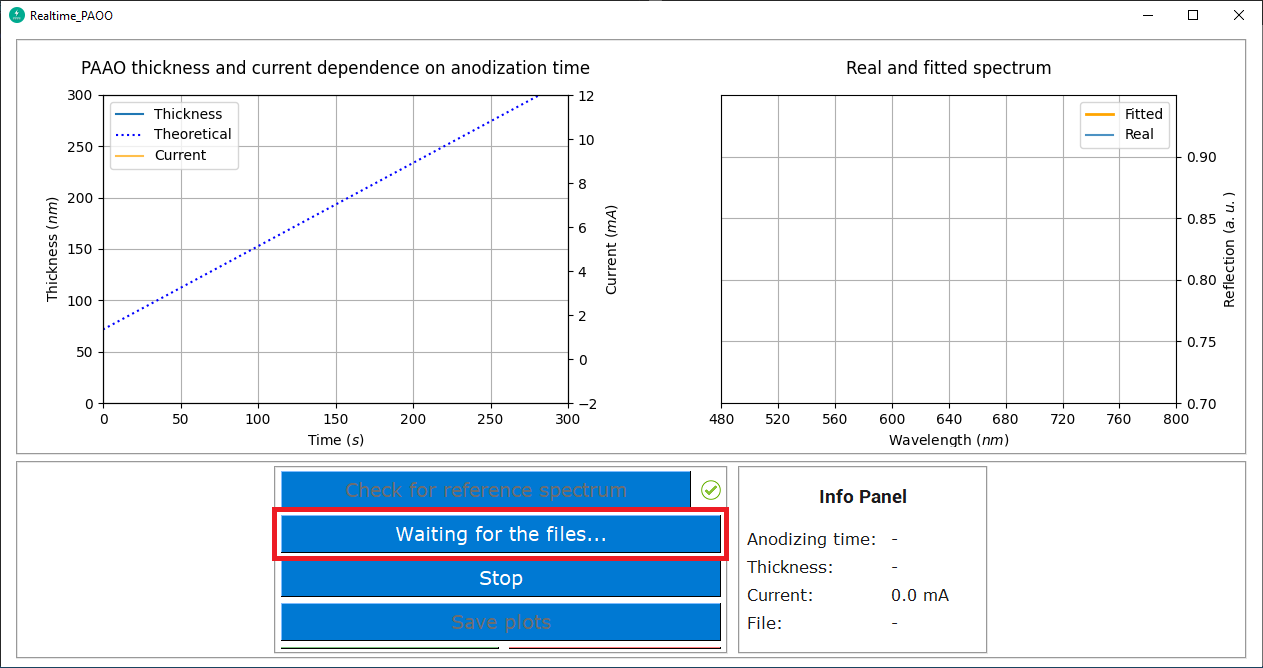 Realtime_PAOO
PAAO thickness and current dependence on anodization time
Thickness
Theoretical
Current
300
250
200
150
100
50
0
Thickness (nm)
12
10
8
6
4
2
0
−2
Current (mA)
0 50 100 150 200 250 300
Time (s)
Real and fitted spectrum
Fitted
Real
0.90
0.85
0.80
0.75
0.70
Reflection (a. u. )
480 520 560 600 640 680 720 760 800
Wavelength (nm)
Check for reference spectrum
Waiting for the files...
Stop
Save plots
Info Panel
Anodizing time: -
Thickness: -
Current: 0.0 mA
File: -